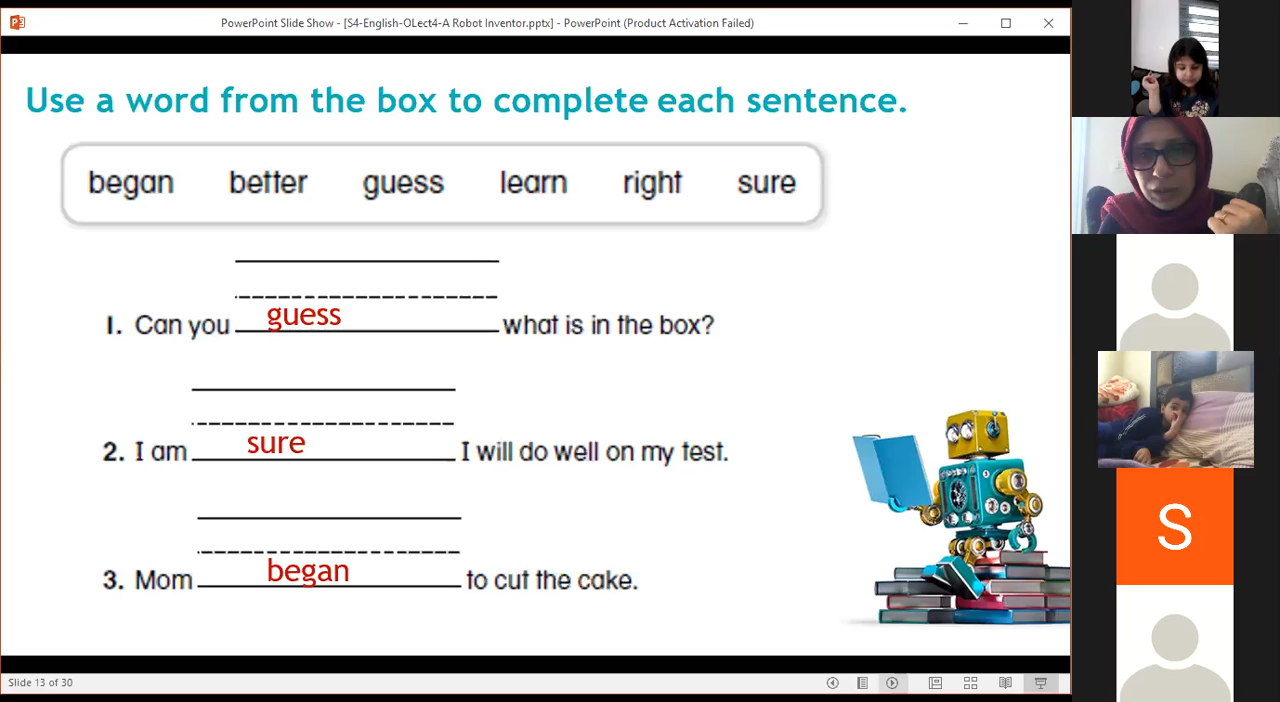 PowerPoint Slide Show - [S4-English-OLect4-A Robot Inventor.pptx] - PowerPoint (Product Activation Failed)
Use a word from the box to complete each sentence.
began better guess learn right sure
1. Can you guess what is in the box?
2. I am sure I will do well on my test.
3. Mom began to cut the cake.
S
Slide 13 of 30